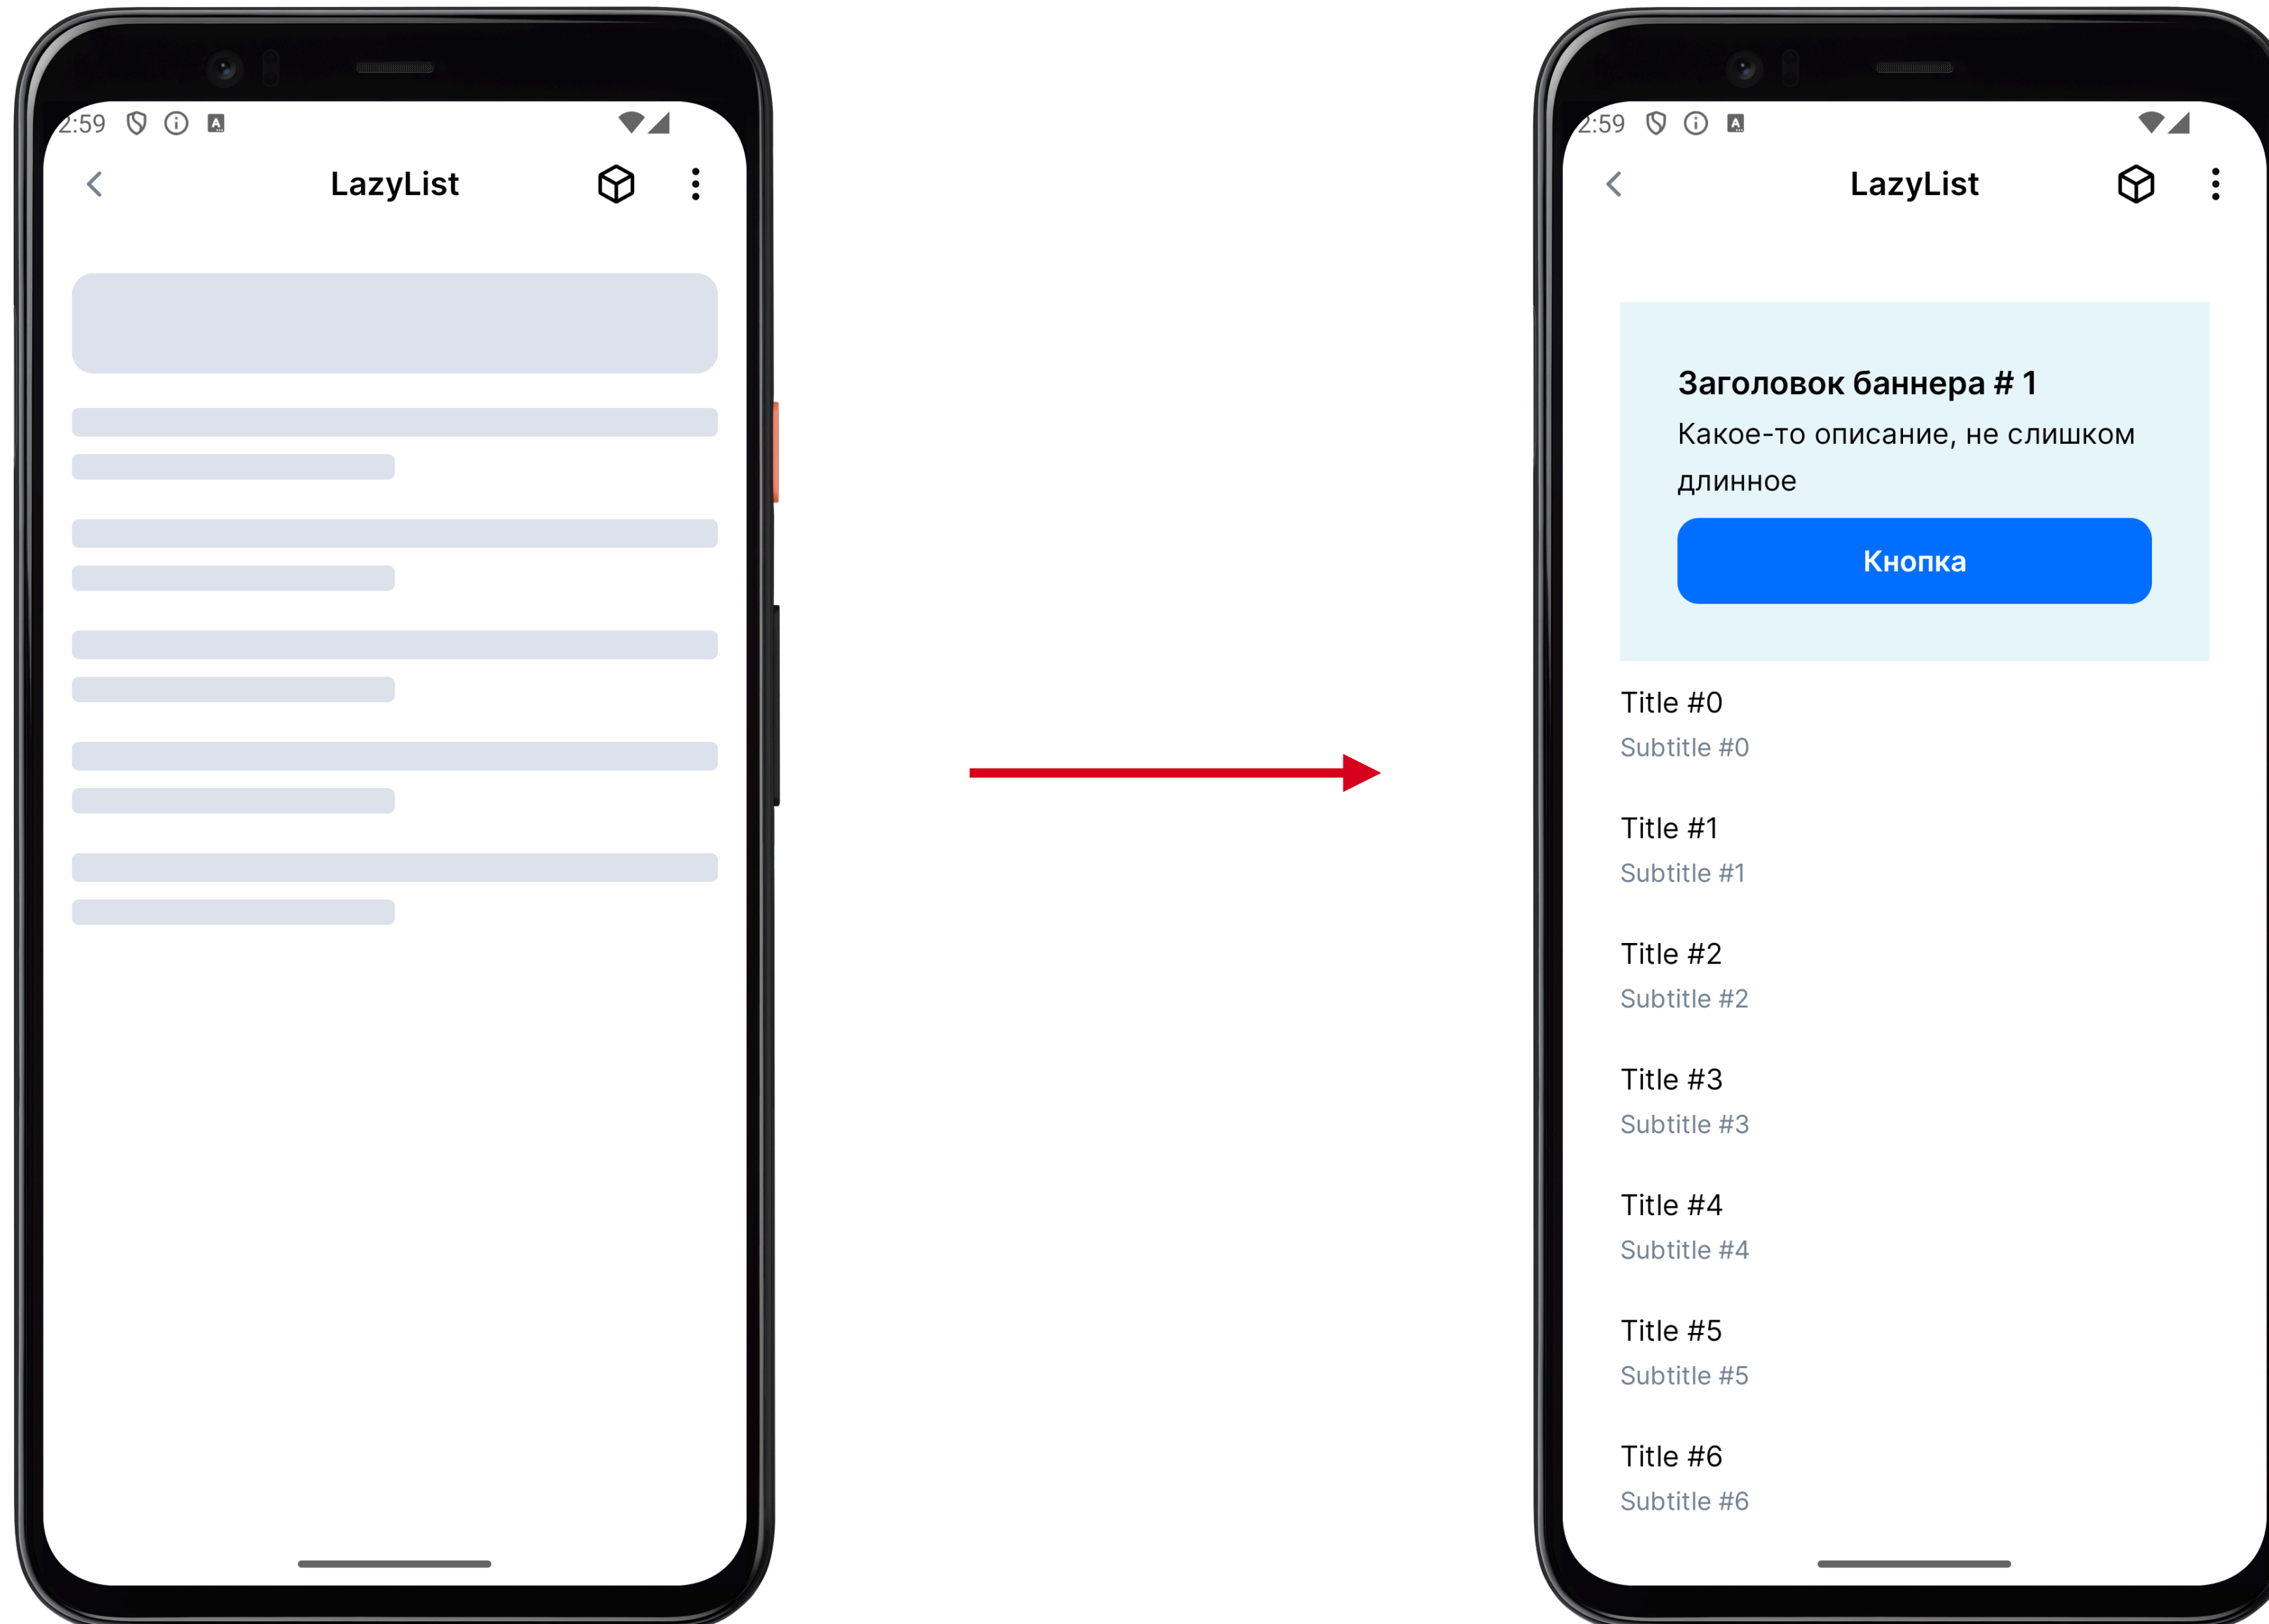 2:59
LazyList
2:59
LazyList
Заголовок баннера # 1
Какое-то описание, не слишком
длинное
Кнопка
Title #0
Subtitle #0
Title #1
Subtitle #1
Title #2
Subtitle #2
Title #3
Subtitle #3
Title #4
Subtitle #4
Title #5
Subtitle #5
Title #6
Subtitle #6